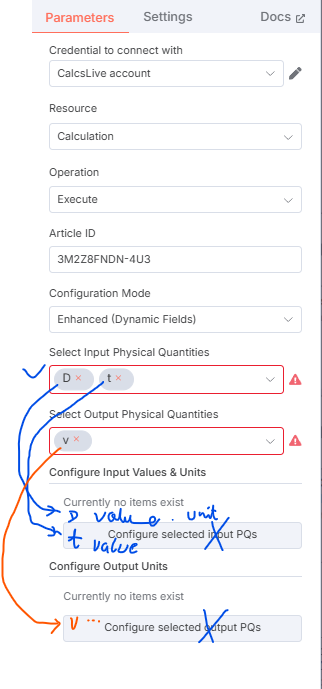 Parameters Settings Docs
Credential to connect with
CalcsLive account
Resource
Calculation
Operation
Execute
Article ID
3M2Z8FNDN-4U3
Configuration Mode
Enhanced (Dynamic Fields)
Select Input Physical Quantities
D × t ×
Select Output Physical Quantities
v ×
Configure Input Values & Units
Currently no items exist
D value . unit
Configure selected input PQs
t value
Configure Output Units
Currently no items exist
v ...
Configure selected output PQs